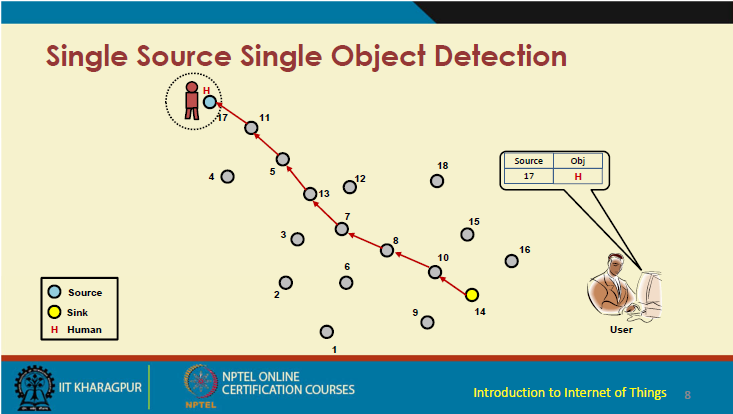 Single Source Single Object Detection
H
17
11
5
4
12
18
13
Source Obj
17 H
7
15
3
8
16
10
6
2
14
9
1
Source
Sink
H Human
User
IIT KHARAGPUR
NPTEL
NPTEL ONLINE
CERTIFICATION COURSES
Introduction to Internet of Things
8